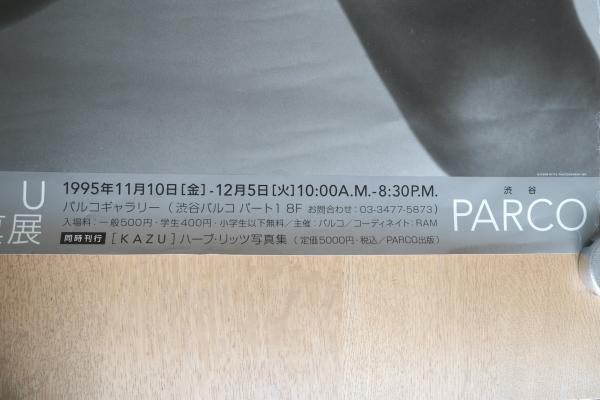 U
1995年11月10日[金]-12月5日[火]10:00A.M.-8:30P.M.
パルコギャラリー(渋谷パルコ パート1 8F お問合わせ:03-3477-5873)
入場料:一般500円・学生400円・小学生以下無料/主催:パルコ/コーディネイト:RAM
同時刊行 [KAZU]ハーブ・リッツ写真集(定価5000円・税込/PARCO出版)
展
渋谷
PARCO